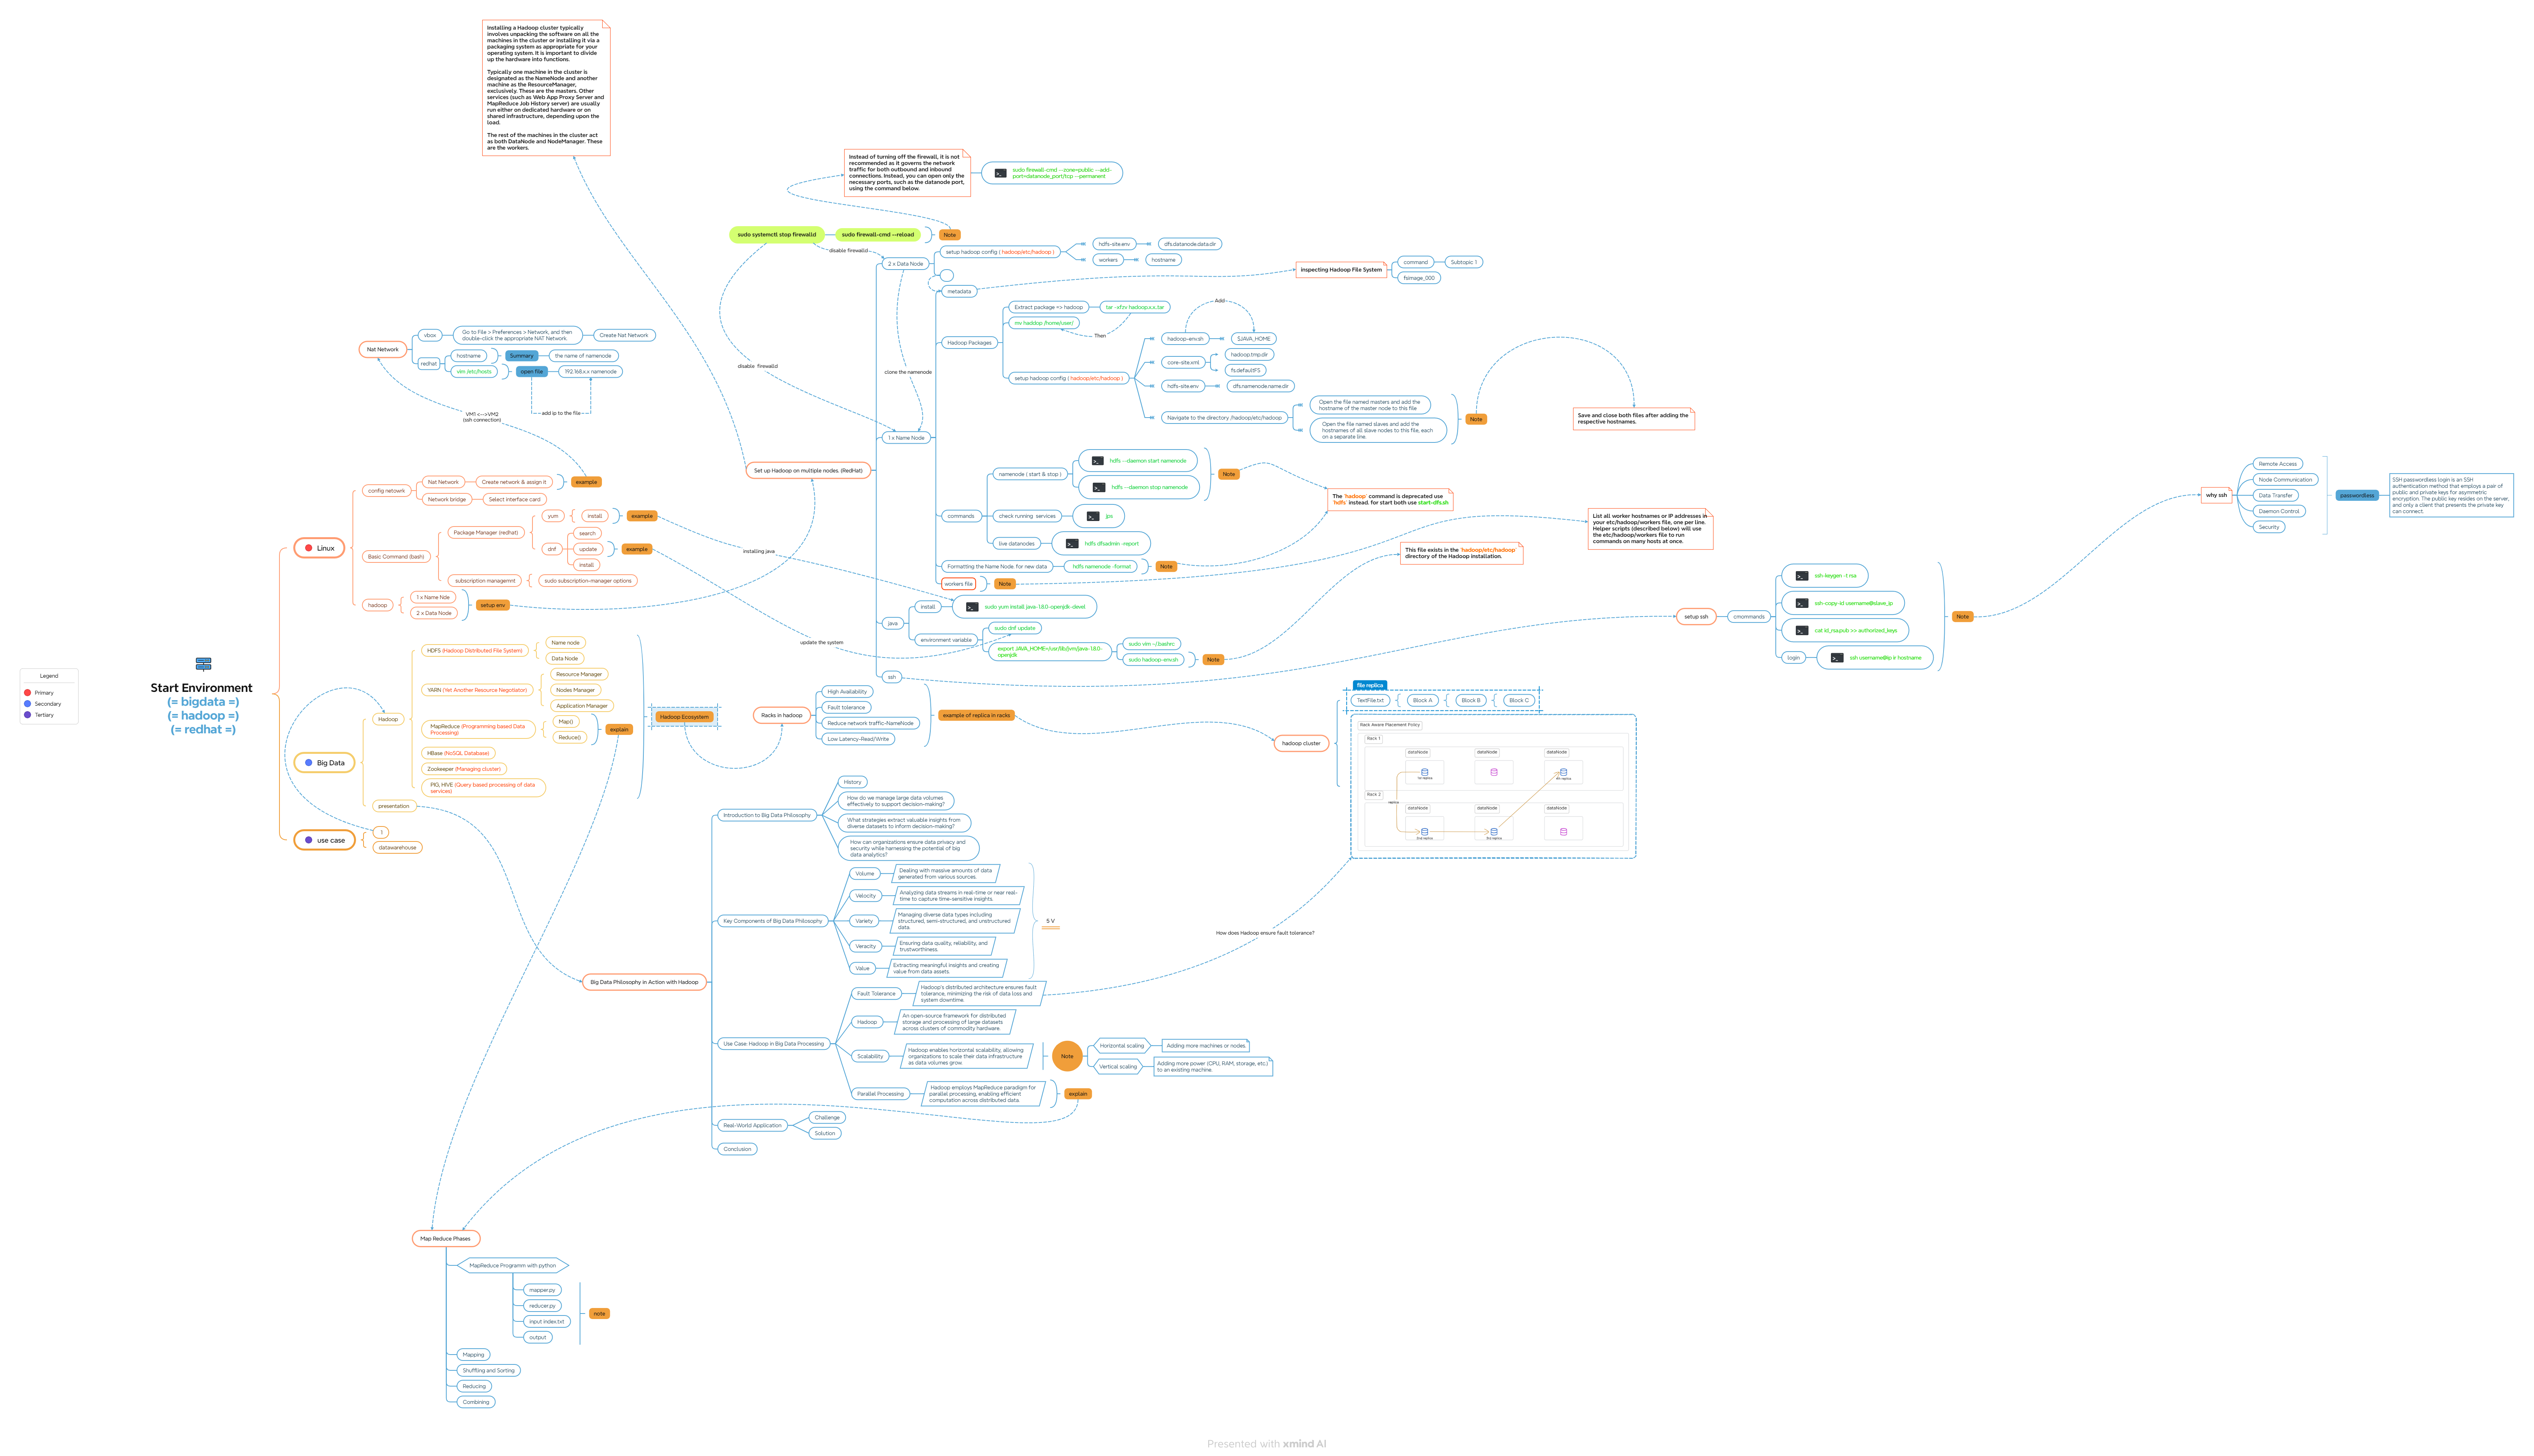 Installing a Hadoop cluster typically
involves unpacking the software on all the
machines in the cluster or installing it via a
packaging system as appropriate for your
operating system. It is important to divide
up the hardware into functions.
Typically one machine in the cluster is
designated as the NameNode and another
machine as the ResourceManager,
exclusively. These are the masters. Other
services (such as Web App Proxy Server and
MapReduce Job History server) are usually
run either on dedicated hardware or on
shared infrastructure, depending upon the
load.
The rest of the machines in the cluster act
as both DataNode and NodeManager. These
are the workers.
Instead of turning off the firewall, it is not
recommended as it governs the network
traffic for both outbound and inbound
connections. Instead, you can open only the
necessary ports, such as the datanode port,
using the command below.
sudo firewall-cmd --zone=public --add-
port=datanode_port/tcp --permanent
sudo systemctl stop firewalld
sudo firewall-cmd --reload
Note
disable firewalld
2 x Data Node
setup hadoop config ( hadoop/etc/hadoop )
hdfs-site.env
dfs.datanode.data.dir
workers
hostname
metadata
inspecting Hadoop File System
command
Subtopic 1
fsimage_000
Hadoop Packages
Extract package => hadoop
tar -xfzv hadoop.x.x.tar
mv haddop /home/user/
Then
Add
setup hadoop config ( hadoop/etc/hadoop )
hadoop-env.sh
$JAVA_HOME
core-site.xml
hadoop.tmp.dir
fs.defaultFS
hdfs-site.env
dfs.namenode.name.dir
Navigate to the directory /hadoop/etc/hadoop
Open the file named masters and add the
hostname of the master node to this file
Open the file named slaves and add the
hostnames of all slave nodes to this file, each
on a separate line.
Note
Save and close both files after adding the
respective hostnames.
disable firewalld
clone the namenode
1 x Name Node
Set up Hadoop on multiple nodes. (RedHat)
commands
namenode ( start & stop )
hdfs --daemon start namenode
hdfs --daemon stop namenode
Note
check running services
jps
live datanodes
hdfs dfsadmin -report
The 'hadoop' command is deprecated use
'hdfs' instead. for start both use start-dfs.sh
Formatting the Name Node. for new data
hdfs namenode -format
Note
workers file
Note
List all worker hostnames or IP addresses in
your etc/hadoop/workers file, one per line.
Helper scripts (described below) will use
the etc/hadoop/workers file to run
commands on many hosts at once.
This file exists in the 'hadoop/etc/hadoop'
directory of the Hadoop installation.
java
install
sudo yum install java-1.8.0-openjdk-devel
environment variable
sudo dnf update
export JAVA_HOME=/usr/lib/jvm/java-1.8.0-
openjdk
sudo vim ~/.bashrc
sudo hadoop-env.sh
Note
ssh
setup ssh
cmommands
ssh-keygen -t rsa
ssh-copy-id username@slave_ip
cat id_rsa.pub >> authorized_keys
login
ssh username@ip ir hostname
Note
why ssh
Remote Access
Node Communication
Data Transfer
Daemon Control
Security
passwordless
SSH passwordless login is an SSH
authentication method that employs a pair of
public and private keys for asymmetric
encryption. The public key resides on the server,
and only a client that presents the private key
can connect.
Nat Network
vbox
Go to File > Preferences > Network, and then
double-click the appropriate NAT Network.
Create Nat Network
redhat
hostname
Summary
the name of namenode
vim /etc/hosts
open file
192.168.x.x namenode
add ip to the file
VM1 <-->VM2
(ssh connection)
Linux
config netowrk
Nat Network
Create network & assign it
example
Network bridge
Select interface card
Basic Command (bash)
Package Manager (redhat)
yum
install
example
dnf
search
update
install
example
subscription managemnt
sudo subscription-manager options
installing java
update the system
hadoop
1 x Name Nde
2 x Data Node
setup env
Legend
Primary
Secondary
Tertiary
Start Environment
(= bigdata =)
(= hadoop =)
(= redhat =)
Big Data
Hadoop
HDFS (Hadoop Distributed File System)
Name node
Data Node
YARN (Yet Another Resource Negotiator)
Resource Manager
Nodes Manager
Application Manager
MapReduce (Programming based Data
Processing)
Map()
Reduce()
explain
HBase (NoSQL Database)
Zookeeper (Managing cluster)
PIG, HIVE (Query based processing of data
services)
Hadoop Ecosystem
presentation
use case
1
datawarehouse
Racks in hadoop
High Availability
Fault tolerance
Reduce network traffic-NameNode
Low Latency-Read/Write
example of replica in racks
hadoop cluster
file replica
TextFile.txt
Block A
Block B
Block C
Rack Aware Placement Policy
Rack 1
dataNode
dataNode
dataNode
1st replica
4th replica
Rack 2
replica
dataNode
dataNode
dataNode
2nd replica
3rd replica
How does Hadoop ensure fault tolerance?
Big Data Philosophy in Action with Hadoop
Introduction to Big Data Philosophy
History
How do we manage large data volumes
effectively to support decision-making?
What strategies extract valuable insights from
diverse datasets to inform decision-making?
How can organizations ensure data privacy and
security while harnessing the potential of big
data analytics?
Key Components of Big Data Philosophy
Volume
Dealing with massive amounts of data
generated from various sources.
Velocity
Analyzing data streams in real-time or near real-
time to capture time-sensitive insights.
Variety
Managing diverse data types including
structured, semi-structured, and unstructured
data.
Veracity
Ensuring data quality, reliability, and
trustworthiness.
Value
Extracting meaningful insights and creating
value from data assets.
5 V
Use Case: Hadoop in Big Data Processing
Fault Tolerance
Hadoop's distributed architecture ensures fault
tolerance, minimizing the risk of data loss and
system downtime.
Hadoop
An open-source framework for distributed
storage and processing of large datasets
across clusters of commodity hardware.
Scalability
Hadoop enables horizontal scalability, allowing
organizations to scale their data infrastructure
as data volumes grow.
Note
Horizontal scaling
Adding more machines or nodes.
Vertical scaling
Adding more power (CPU, RAM, storage, etc.)
to an existing machine.
Parallel Processing
Hadoop employs MapReduce paradigm for
parallel processing, enabling efficient
computation across distributed data.
explain
Real-World Application
Challenge
Solution
Conclusion
Map Reduce Phases
MapReduce Programm with python
mapper.py
reducer.py
input index.txt
output
note
Mapping
Shuffling and Sorting
Reducing
Combining
Presented with xmind AI